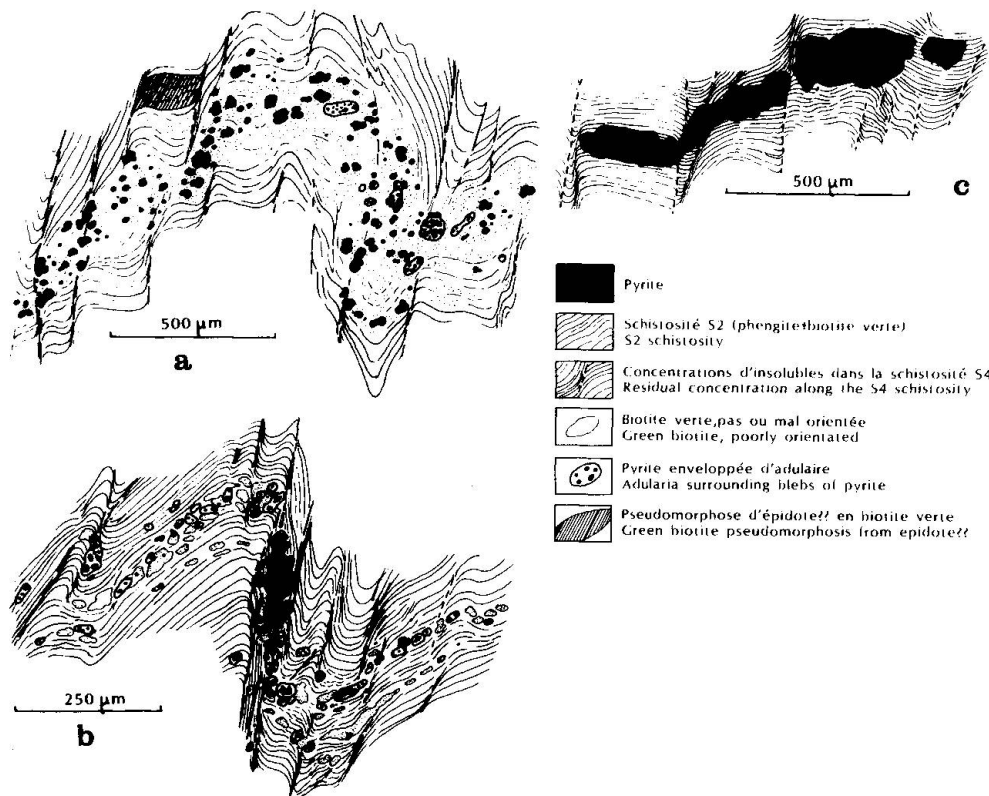 500 µm
a
500 µm
c
250 µm
b
Pyrite
Schistosité S2 (phengite+biotite verte)
S2 schistosity
Concentrations d'insolubles dans la schistosité S4
Residual concentration along the S4 schistosity
Biotite verte,pas ou mal orientée
Green biotite, poorly orientated
Pyrite enveloppée d'adulaire
Adularia surrounding blebs of pyrite
Pseudomorphose d'épidote?? en biotite verte
Green biotite pseudomorphosis from epidote??